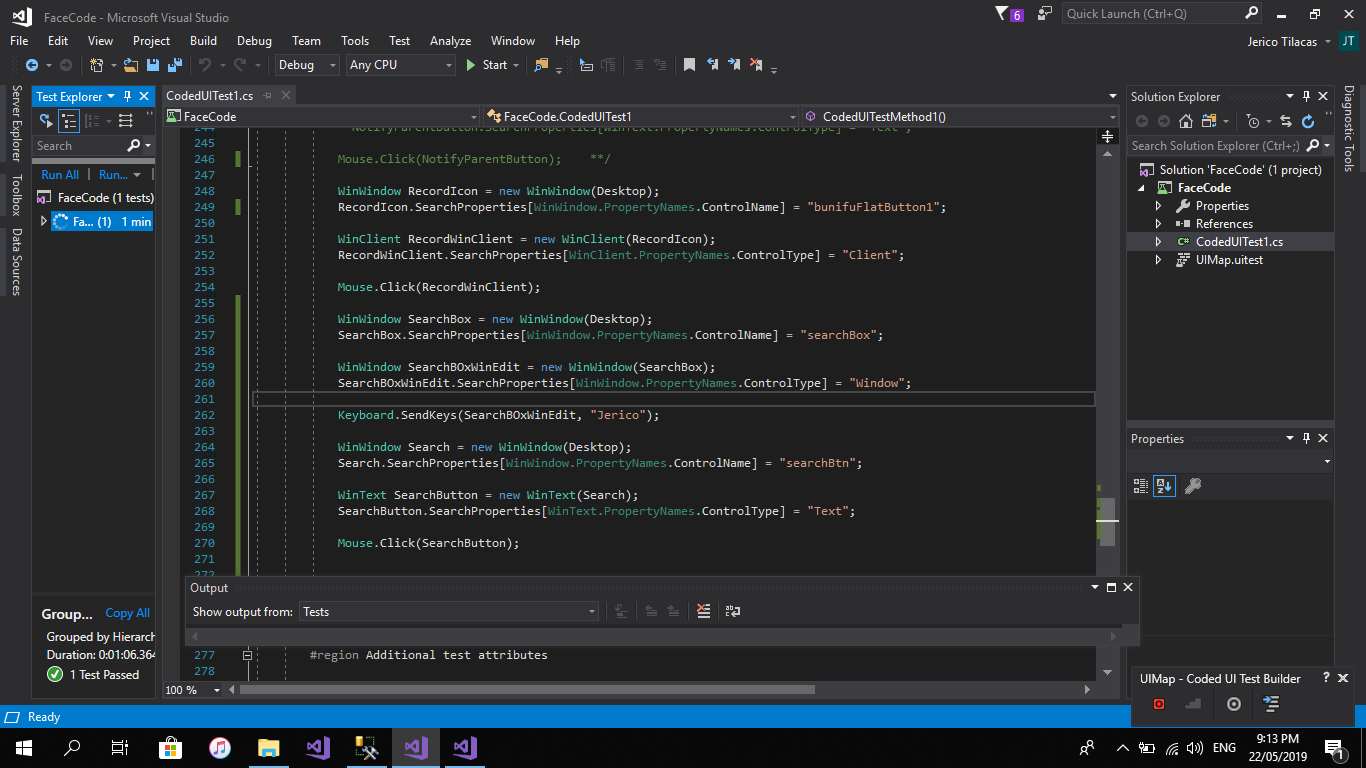 FaceCode - Microsoft Visual Studio
6
Quick Launch (Ctrl+Q)
File Edit View Project Build Debug Team Tools Test Analyze Window Help
Jerico Tilacas JT
Debug Any CPU Start
Server Explorer
Toolbox
Data Sources
Test Explorer
Search
Run All Run...
FaceCode (1 tests)
Fa... (1) 1 min
Group... Copy All
Grouped by Hierarch
Duration: 0:01:06.364
1 Test Passed
CodedUITest1.cs
FaceCode FaceCode.CodedUITest1 CodedUITestMethod1()
244 NotifyParentButton.SearchProperties[WinText.PropertyNames.ControlType] = "Text";
245
246 Mouse.Click(NotifyParentButton); **/
247
248 WinWindow RecordIcon = new WinWindow(Desktop);
249 RecordIcon.SearchProperties[WinWindow.PropertyNames.ControlName] = "bunifuFlatButton1";
250
251 WinClient RecordWinClient = new WinClient(RecordIcon);
252 RecordWinClient.SearchProperties[WinClient.PropertyNames.ControlType] = "Client";
253
254 Mouse.Click(RecordWinClient);
255
256 WinWindow SearchBox = new WinWindow(Desktop);
257 SearchBox.SearchProperties[WinWindow.PropertyNames.ControlName] = "searchBox";
258
259 WinWindow SearchBOxWinEdit = new WinWindow(SearchBox);
260 SearchBOxWinEdit.SearchProperties[WinWindow.PropertyNames.ControlType] = "Window";
261
262 Keyboard.SendKeys(SearchBOxWinEdit, "Jerico");
263
264 WinWindow Search = new WinWindow(Desktop);
265 Search.SearchProperties[WinWindow.PropertyNames.ControlName] = "searchBtn";
266
267 WinText SearchButton = new WinText(Search);
268 SearchButton.SearchProperties[WinText.PropertyNames.ControlType] = "Text";
269
270 Mouse.Click(SearchButton);
271
272
Output
Show output from: Tests
277 #region Additional test attributes
278
100 %
Solution Explorer
Search Solution Explorer (Ctrl+;)
Solution 'FaceCode' (1 project)
FaceCode
Properties
References
C# CodedUITest1.cs
UIMap.uitest
Properties
Diagnostic Tools
UIMap - Coded UI Test Builder ?
Ready
ENG
9:13 PM
22/05/2019
1